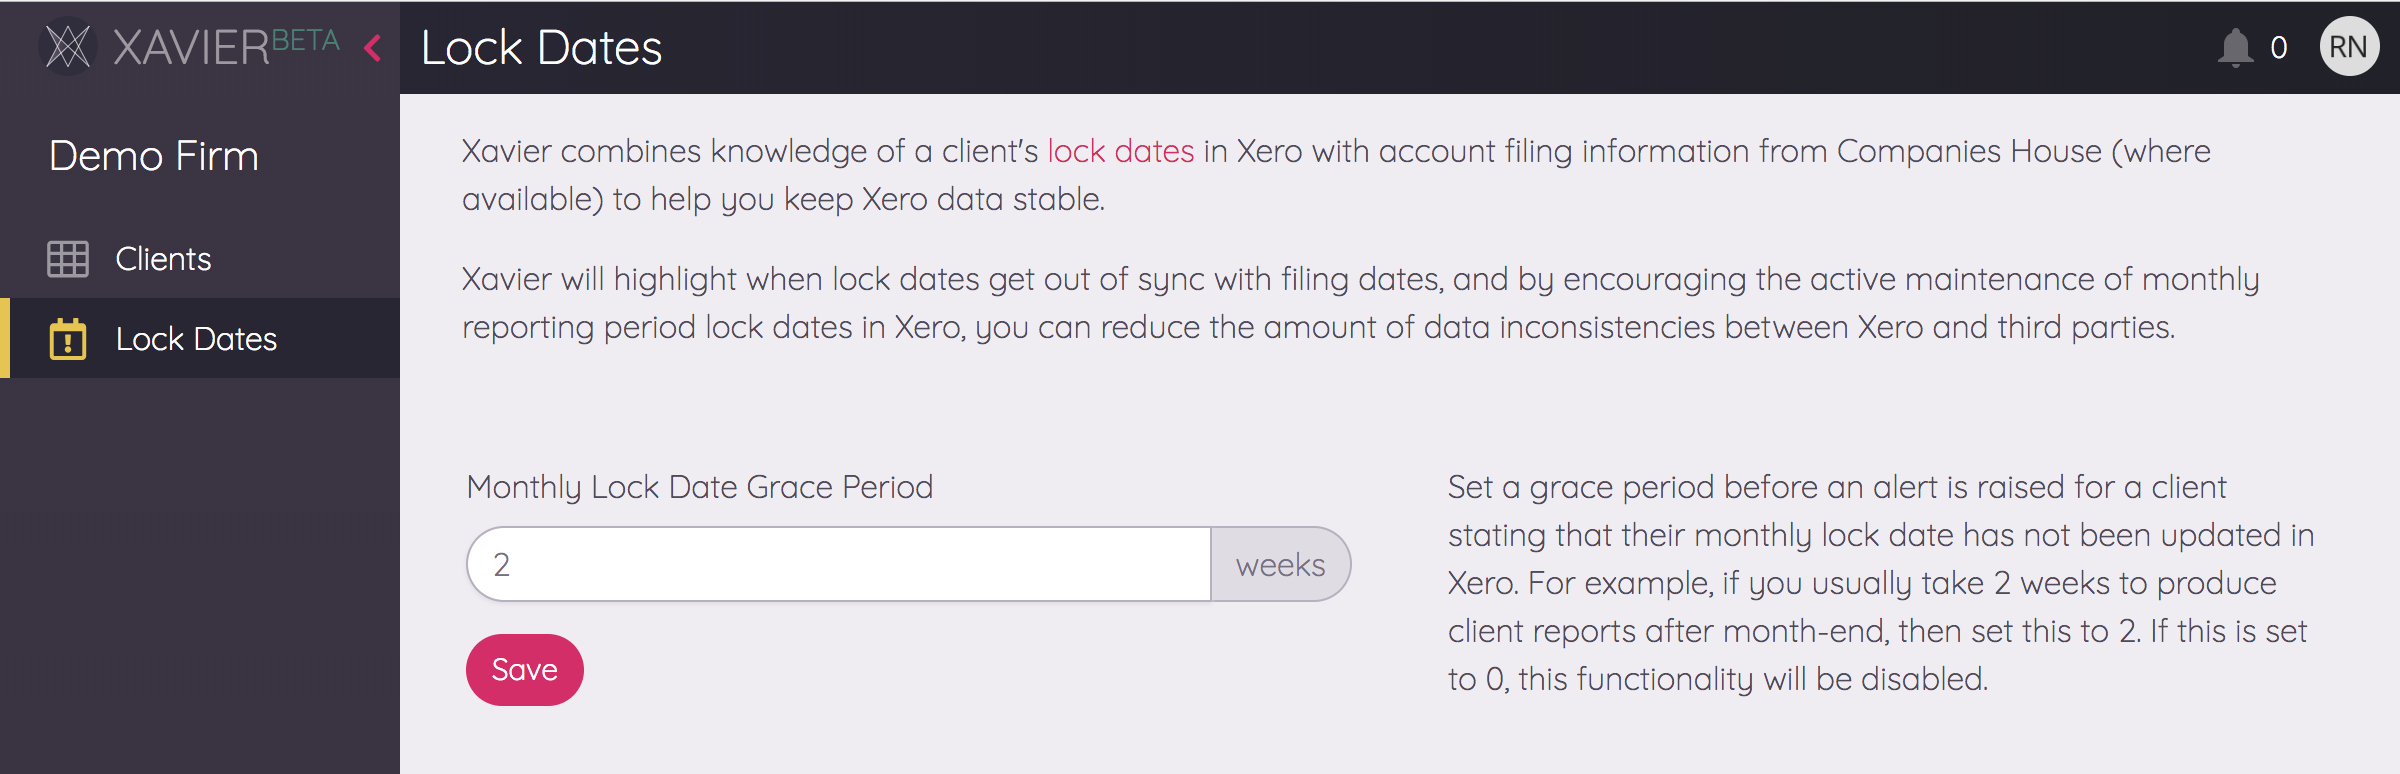 XAVIER BETA
Lock Dates
0
RN
Demo Firm
Clients
Lock Dates
Xavier combines knowledge of a client's lock dates in Xero with account filing information from Companies House (where
available) to help you keep Xero data stable.
Xavier will highlight when lock dates get out of sync with filing dates, and by encouraging the active maintenance of monthly
reporting period lock dates in Xero, you can reduce the amount of data inconsistencies between Xero and third parties.
Monthly Lock Date Grace Period
2 weeks
Save
Set a grace period before an alert is raised for a client
stating that their monthly lock date has not been updated in
Xero. For example, if you usually take 2 weeks to produce
client reports after month-end, then set this to 2. If this is set
to 0, this functionality will be disabled.